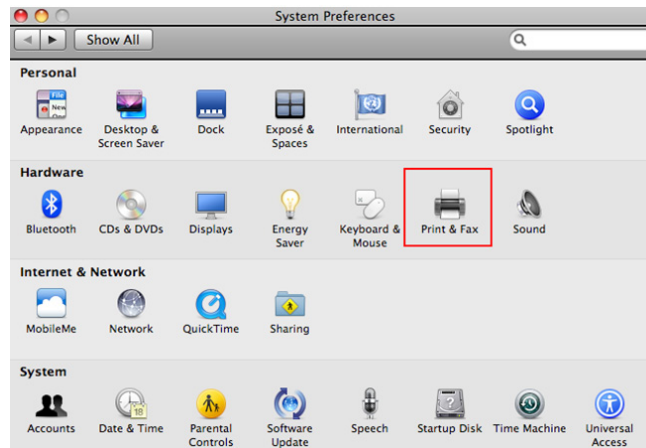 System Preferences
Show All
Personal
Appearance
Desktop &
Screen Saver
Dock
Exposé &
Spaces
International
Security
Spotlight
Hardware
Bluetooth
CDs & DVDs
Displays
Energy
Saver
Keyboard &
Mouse
Print & Fax
Sound
Internet & Network
MobileMe
Network
QuickTime
Sharing
System
Accounts
18
Date & Time
Parental
Controls
Software
Update
Speech
Startup Disk
Time Machine
Universal
Access